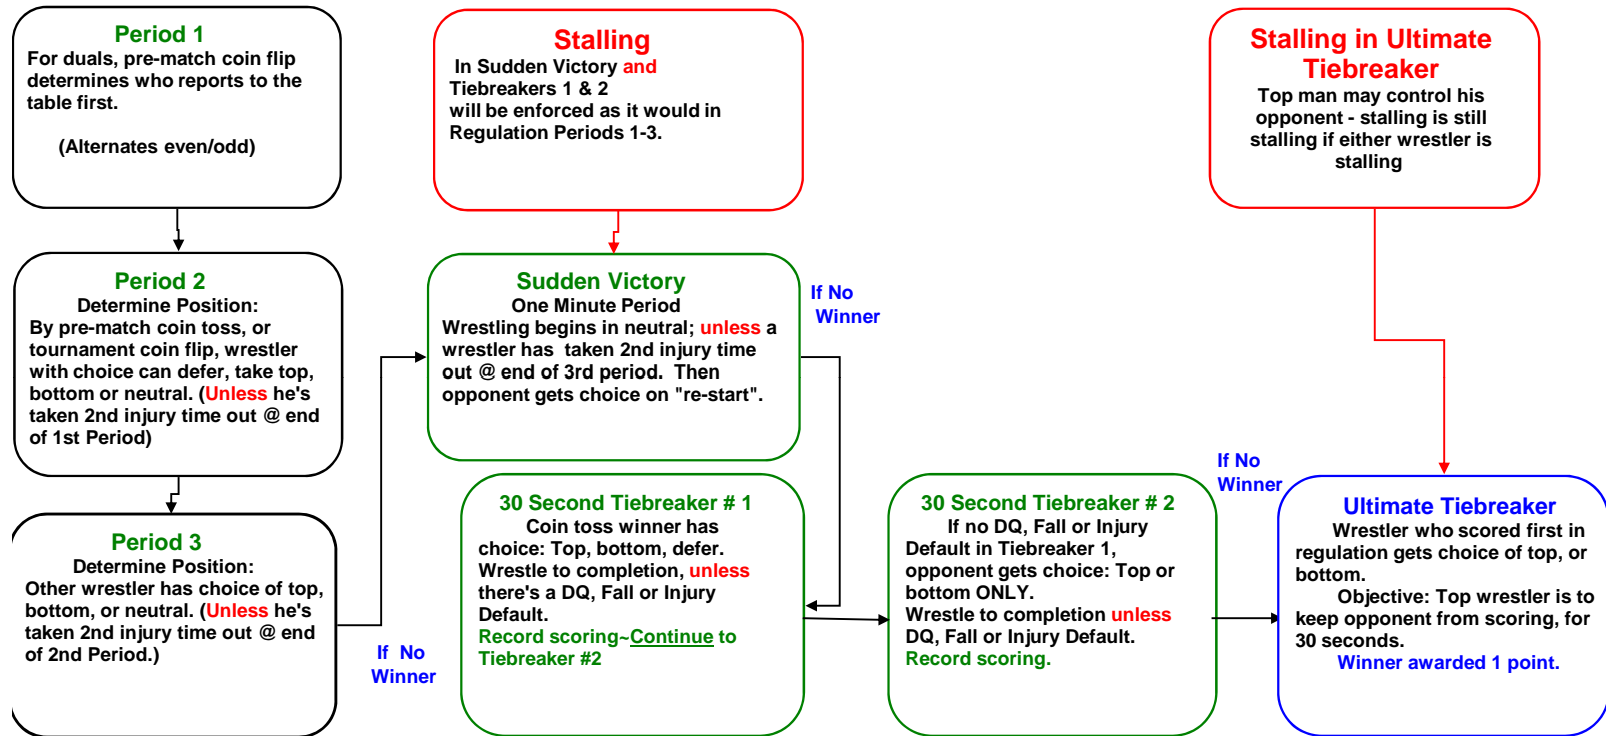 Period 1
For duals, pre-match coin flip
determines who reports to the
table first.
(Alternates even/odd)
Stalling
In Sudden Victory and
Tiebreakers 1 & 2
will be enforced as it would in
Regulation Periods 1-3.
Stalling in Ultimate
Tiebreaker
Top man may control his
opponent - stalling is still
stalling if either wrestler is
stalling
Period 2
Determine Position:
By pre-match coin toss, or
tournament coin flip, wrestler
with choice can defer, take top,
bottom or neutral. (Unless he's
taken 2nd injury time out @ end
of 1st Period)
Sudden Victory
One Minute Period
Wrestling begins in neutral; unless a
wrestler has taken 2nd injury time
out @ end of 3rd period. Then
opponent gets choice on "re-start".
If No
Winner
Period 3
Determine Position:
Other wrestler has choice of top,
bottom, or neutral. (Unless he's
taken 2nd injury time out @ end
of 2nd Period.)
If No
Winner
30 Second Tiebreaker # 1
Coin toss winner has
choice: Top, bottom, defer.
Wrestle to completion, unless
there's a DQ, Fall or Injury
Default.
Record scoring~Continue to
Tiebreaker #2
30 Second Tiebreaker # 2
If no DQ, Fall or Injury
Default in Tiebreaker 1,
opponent gets choice: Top or
bottom ONLY.
Wrestle to completion unless
DQ, Fall or Injury Default.
Record scoring.
If No
Winner
Ultimate Tiebreaker
Wrestler who scored first in
regulation gets choice of top, or
bottom.
Objective: Top wrestler is to
keep opponent from scoring, for
30 seconds.
Winner awarded 1 point.